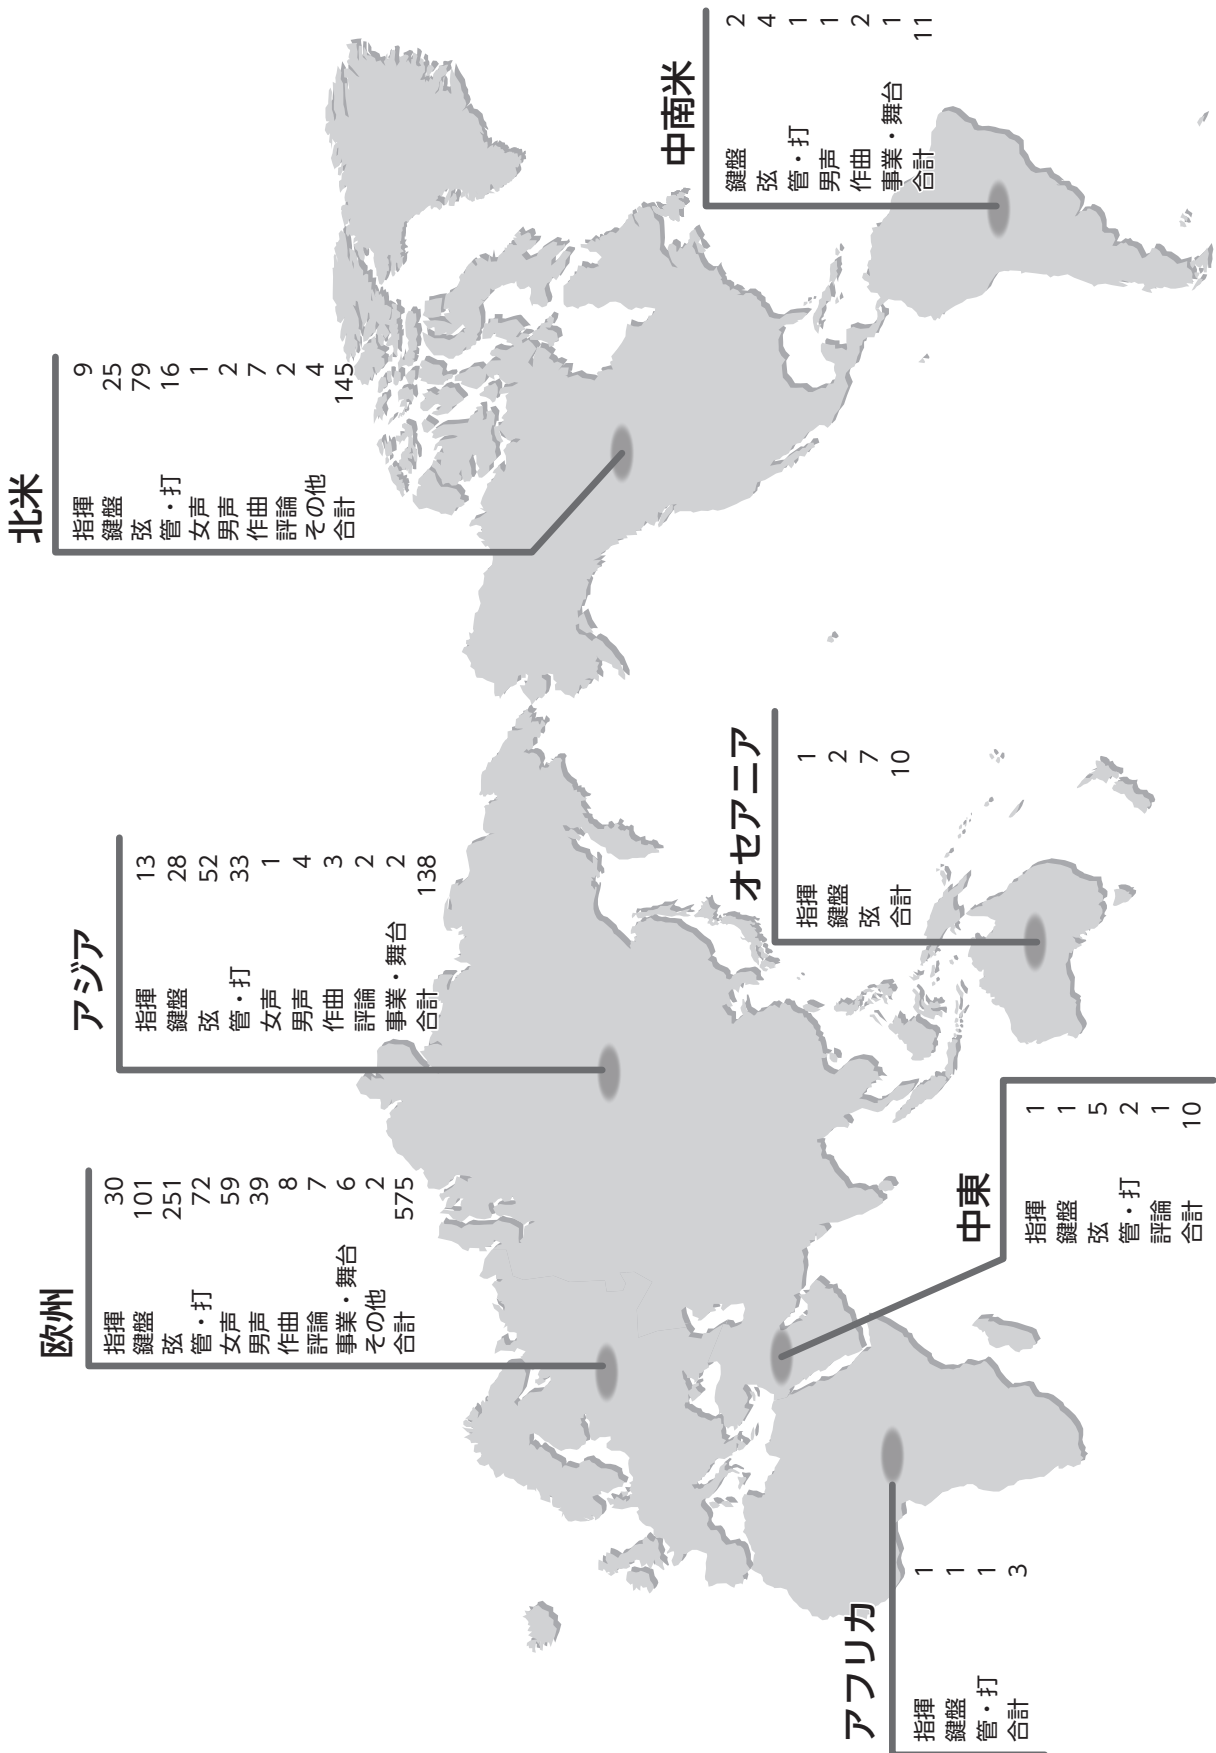 欧州
指揮 30
鍵盤 101
弦 251
管・打 72
女声 59
男声 39
作曲 8
評論 7
事業・舞台 6
その他 2
合計 575
アジア
指揮 13
鍵盤 28
弦 52
管・打 33
女声 1
男声 4
作曲 3
評論 2
事業・舞台 2
合計 138
北米
指揮 9
鍵盤 25
弦 79
管・打 16
女声 1
男声 2
作曲 7
評論 2
その他 4
合計 145
アフリカ
指揮 1
鍵盤 1
管・打 1
合計 3
中東
指揮 1
鍵盤 1
弦 5
管・打 2
評論 1
合計 10
オセアニア
指揮 1
鍵盤 2
弦 7
合計 10
中南米
鍵盤 2
弦 4
管・打 1
男声 1
作曲 2
事業・舞台 1
合計 11